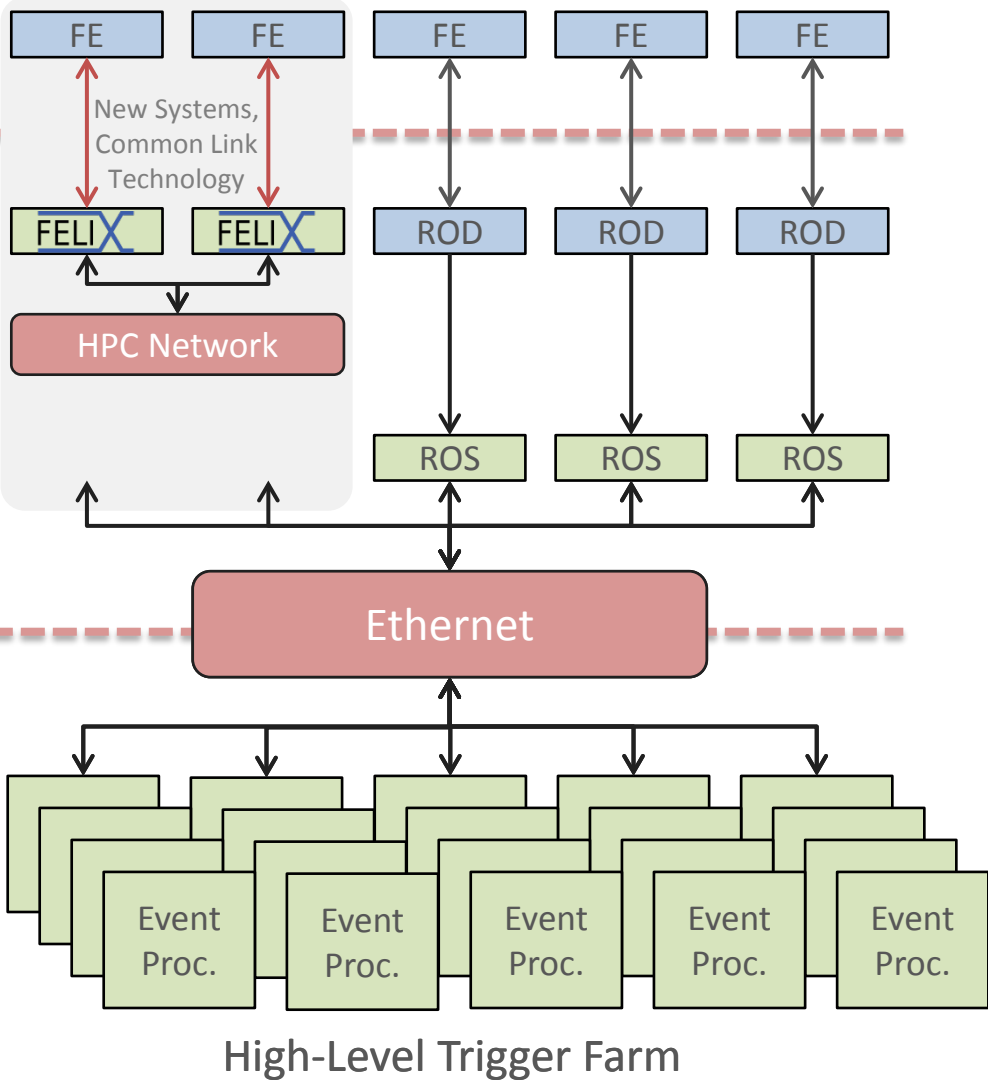 FE
FE
FE
FE
FE
New Systems,
Common Link
Technology
FELIX
FELIX
ROD
ROD
ROD
HPC Network
ROS
ROS
ROS
Ethernet
Event
Proc.
Event
Proc.
Event
Proc.
Event
Proc.
Event
Proc.
High-Level Trigger Farm